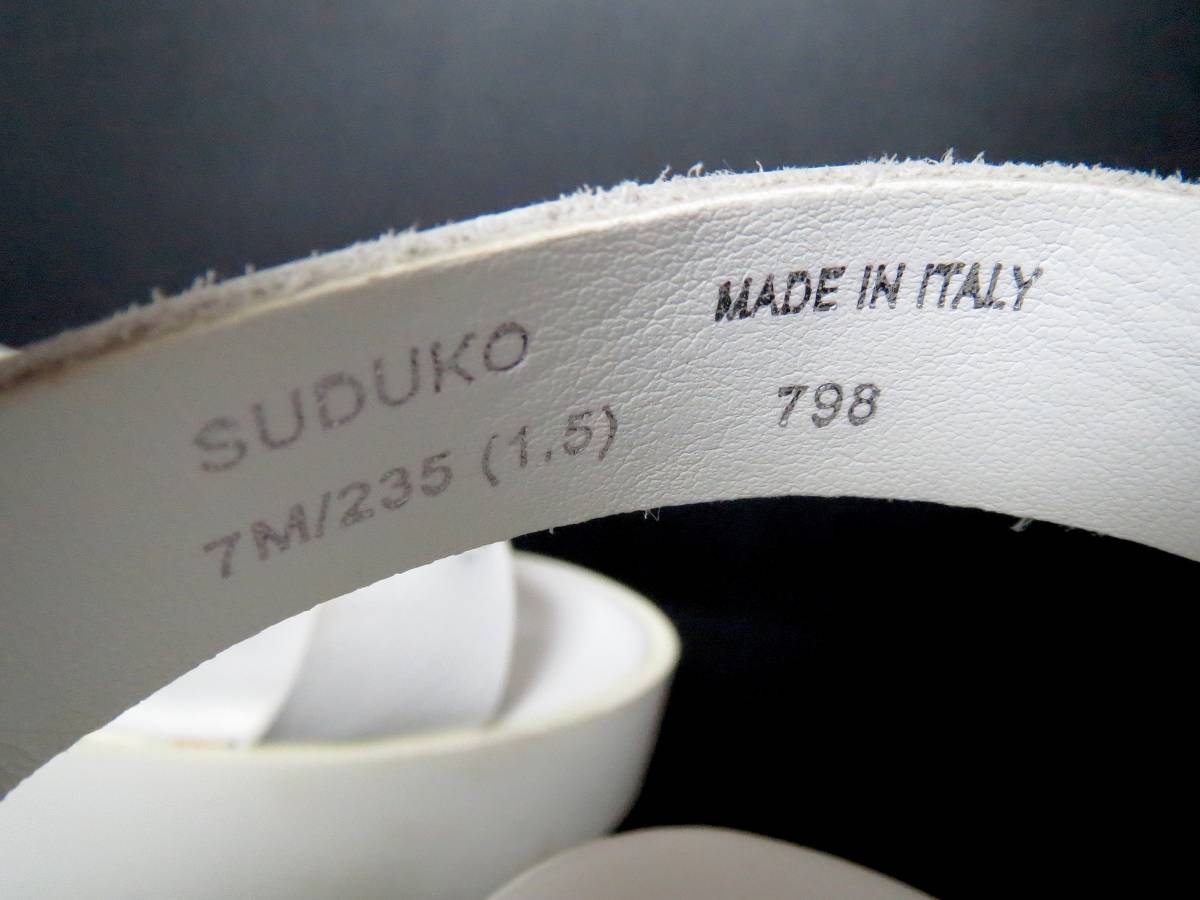 SUDUKO
7M/235 (1.5)
MADE IN ITALY
798